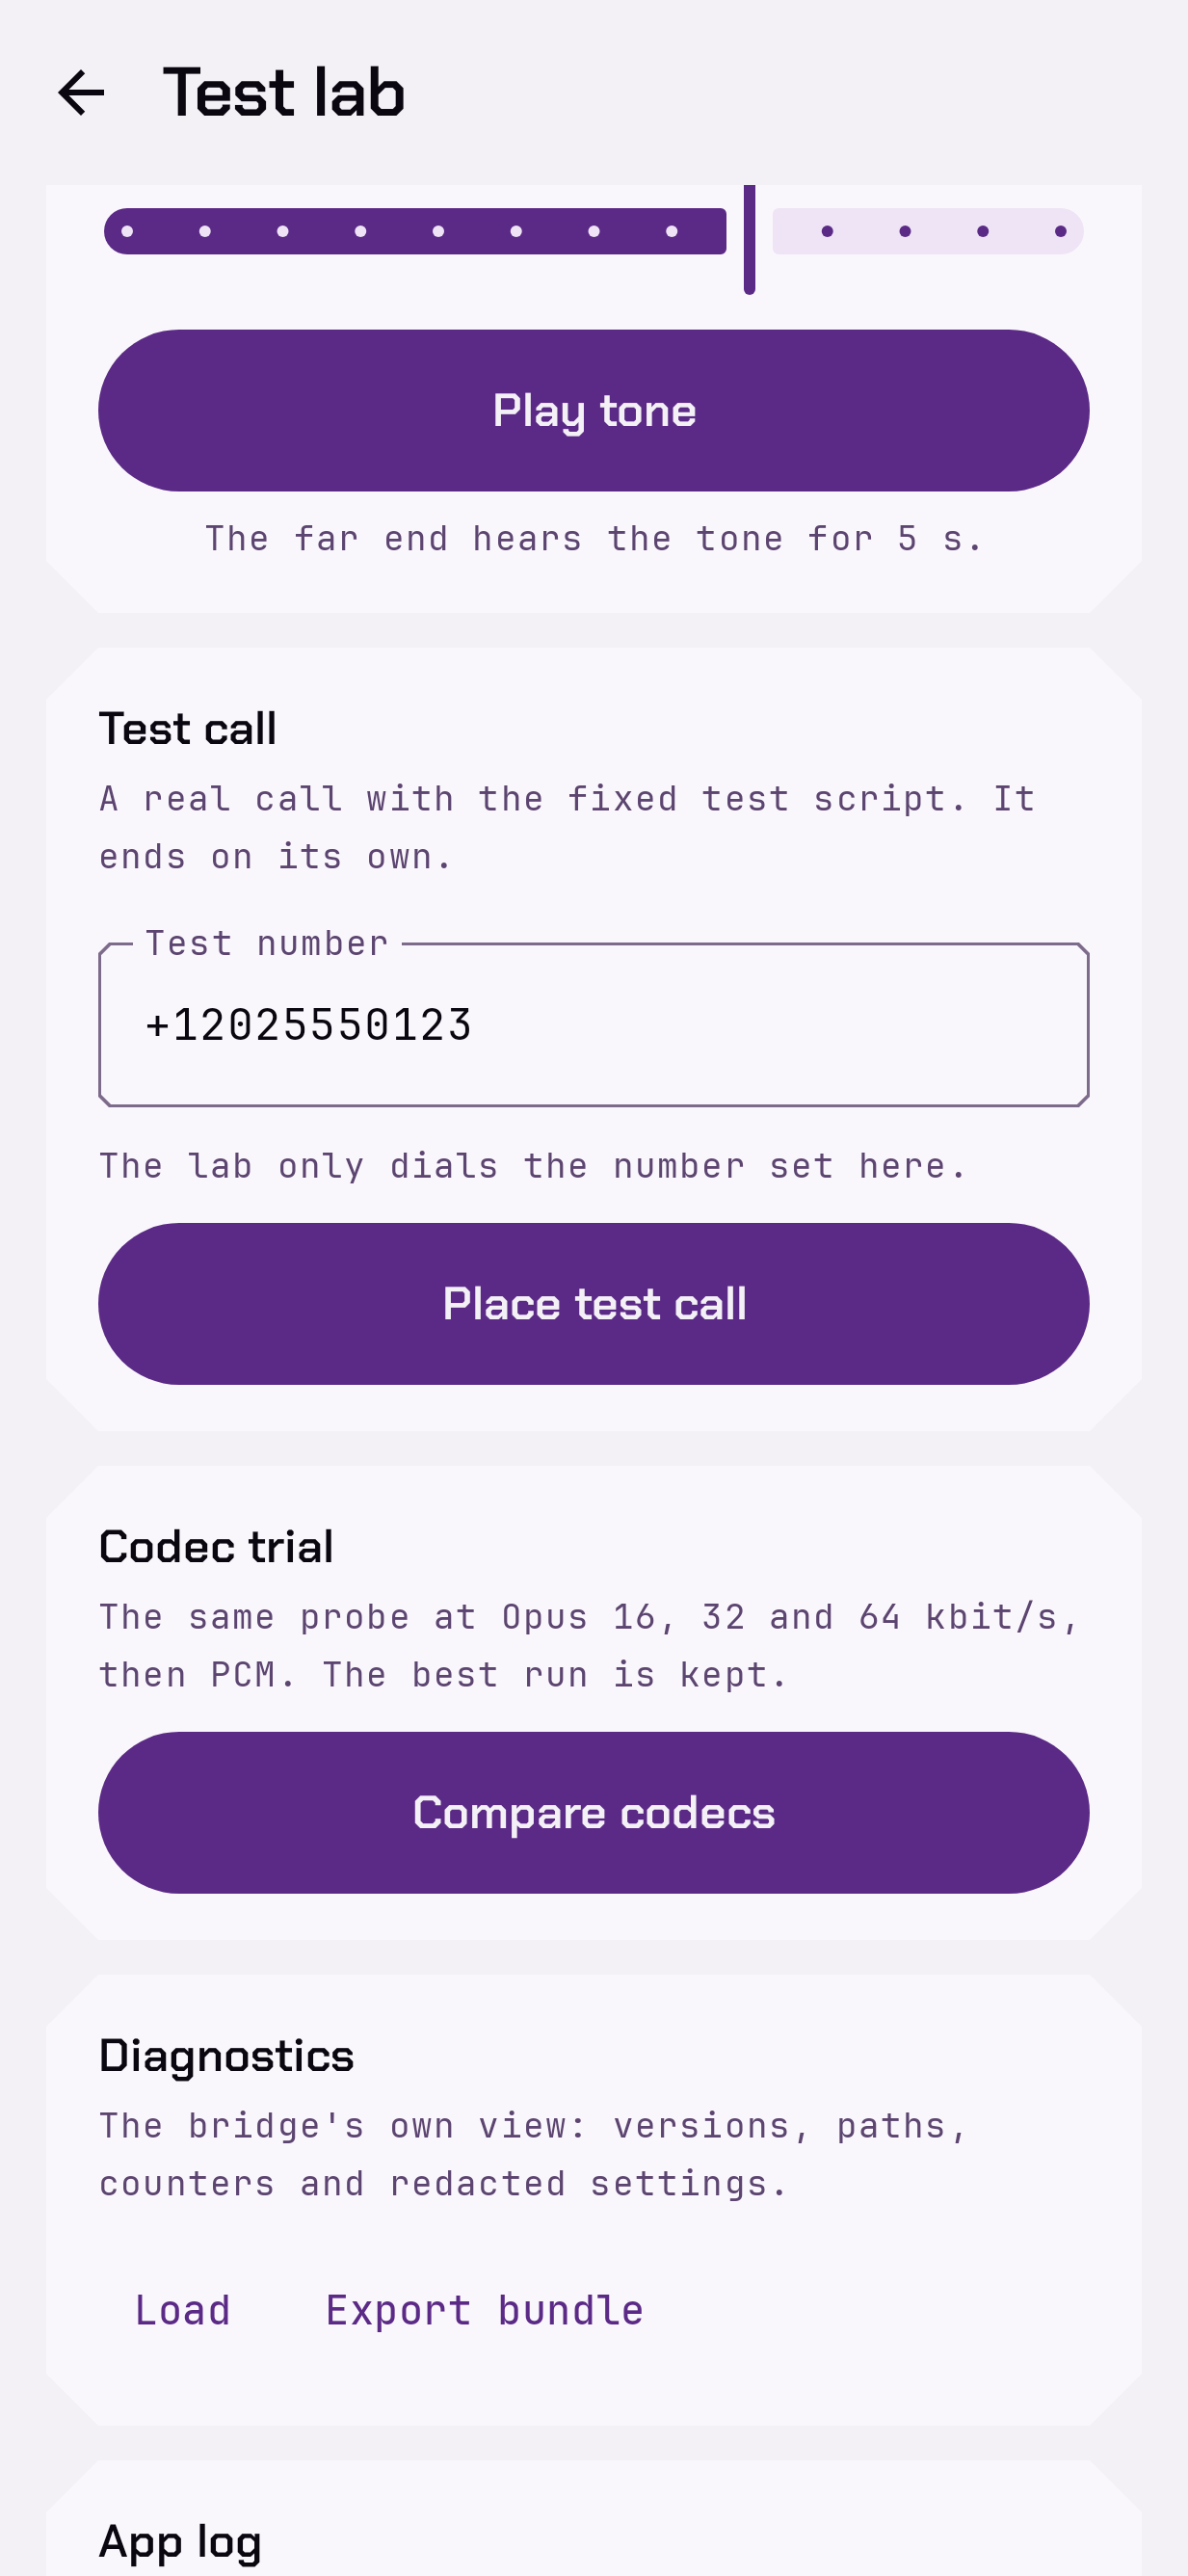 Test lab
Play tone
The far end hears the tone for 5 s.
Test call
A real call with the fixed test script. It
ends on its own.
Test number
+12025550123
The lab only dials the number set here.
Place test call
Codec trial
The same probe at Opus 16, 32 and 64 kbit/s,
then PCM. The best run is kept.
Compare codecs
Diagnostics
The bridge's own view: versions, paths,
counters and redacted settings.
Load
Export bundle
App log